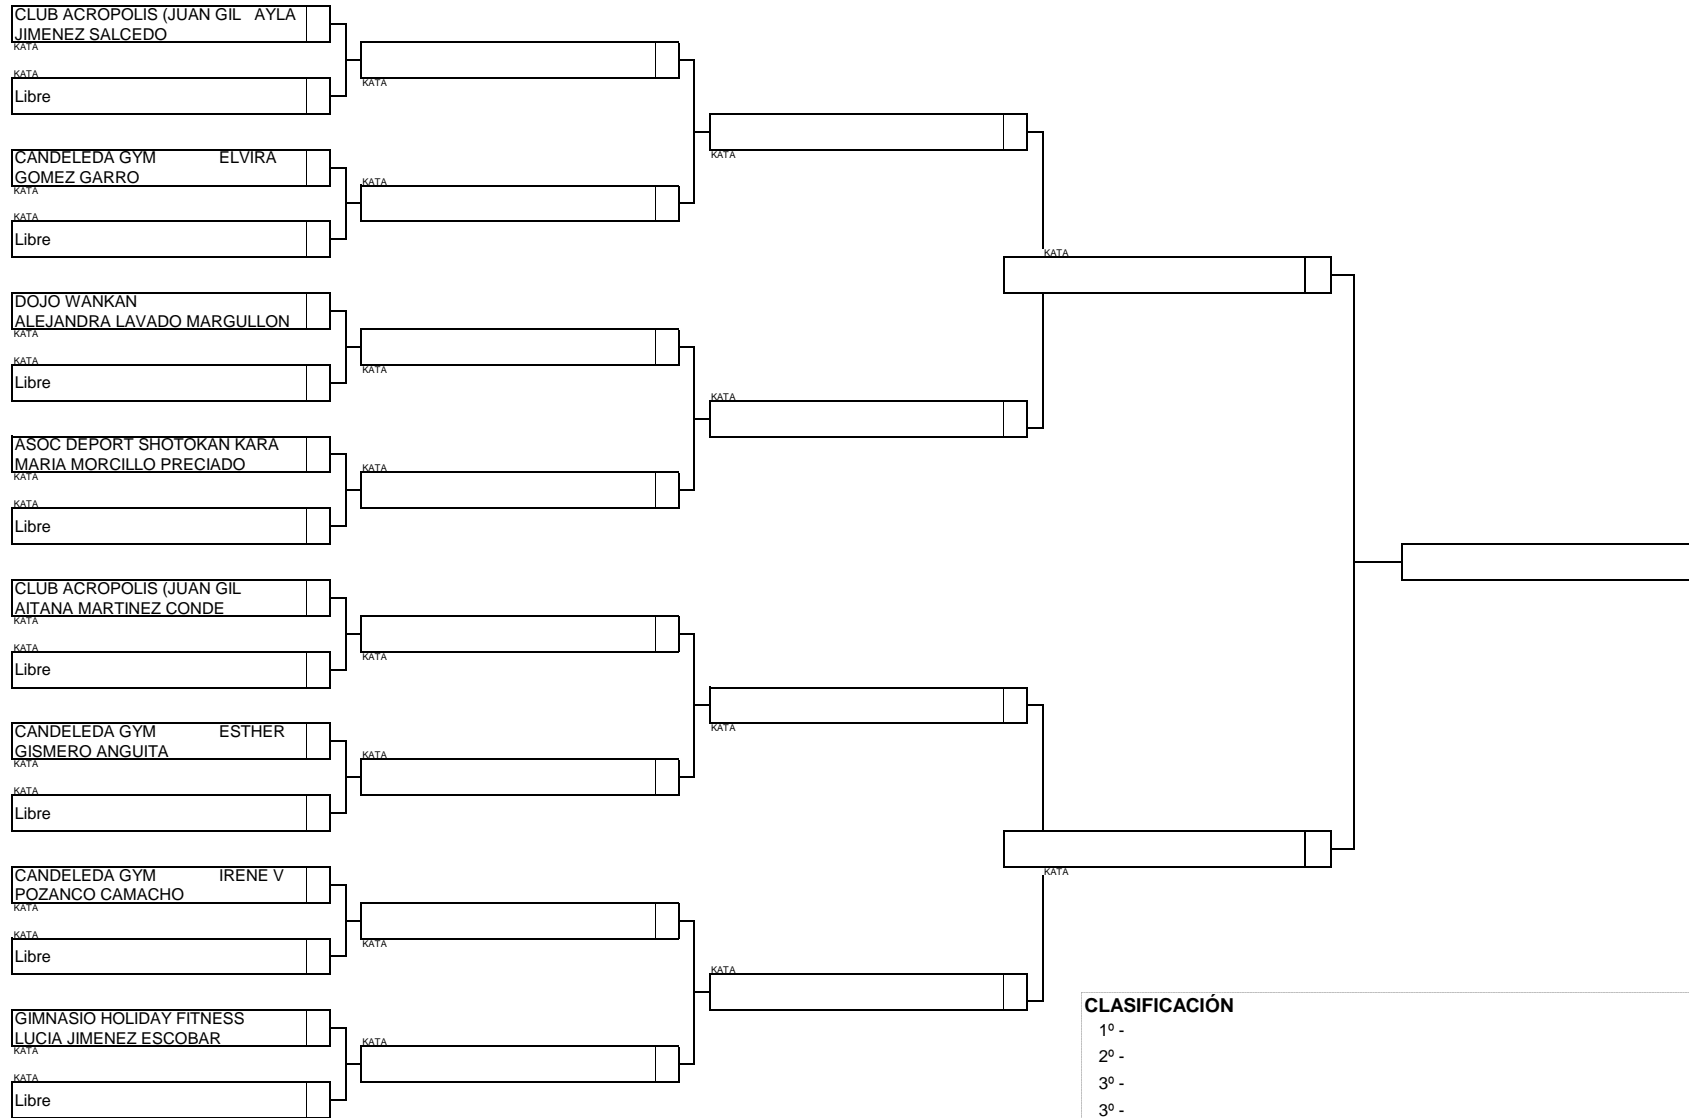 CLUB ACROPOLIS (JUAN GIL AYLA
JIMENEZ SALCEDO
KATA
KATA
Libre
CANDELEDA GYM ELVIRA
GOMEZ GARRO
KATA
KATA
Libre
DOJO WANKAN
ALEJANDRA LAVADO MARGULLON
KATA
KATA
Libre
ASOC DEPORT SHOTOKAN KARA
MARIA MORCILLO PRECIADO
KATA
KATA
Libre
CLUB ACROPOLIS (JUAN GIL
AITANA MARTINEZ CONDE
KATA
KATA
Libre
CANDELEDA GYM ESTHER
GISMERO ANGUITA
KATA
KATA
Libre
CANDELEDA GYM IRENE V
POZANCO CAMACHO
KATA
KATA
Libre
GIMNASIO HOLIDAY FITNESS
LUCIA JIMENEZ ESCOBAR
KATA
KATA
Libre
KATA
KATA
KATA
KATA
KATA
KATA
KATA
KATA
KATA
KATA
KATA
KATA
KATA
KATA
CLASIFICACIÓN
1º -
2º -
3º -
3º -